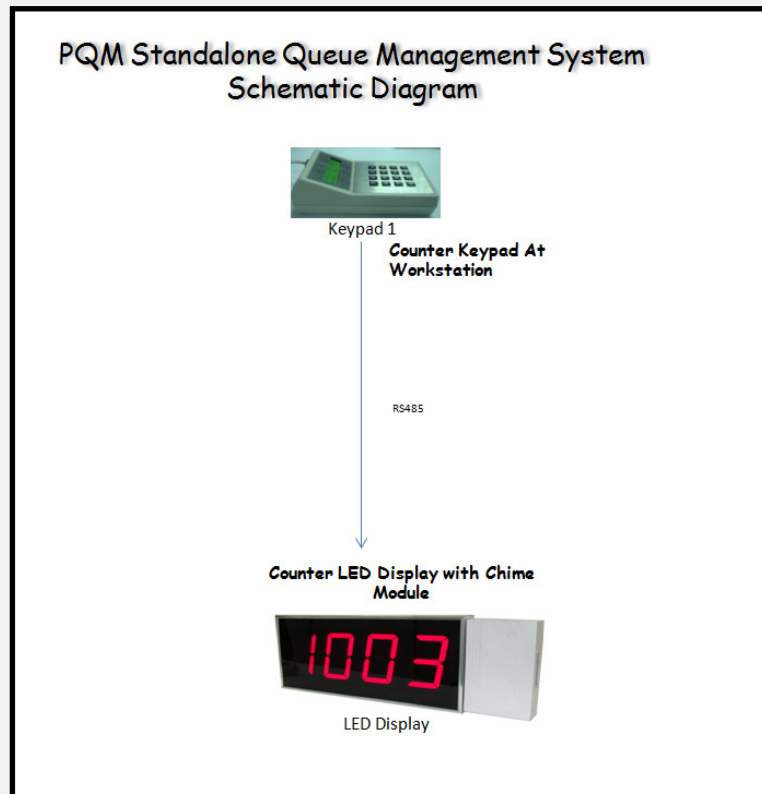 PQM Standalone Queue Management System
Schematic Diagram
Keypad 1
Counter Keypad At
Workstation
RS485
Counter LED Display with Chime
Module
1003
LED Display